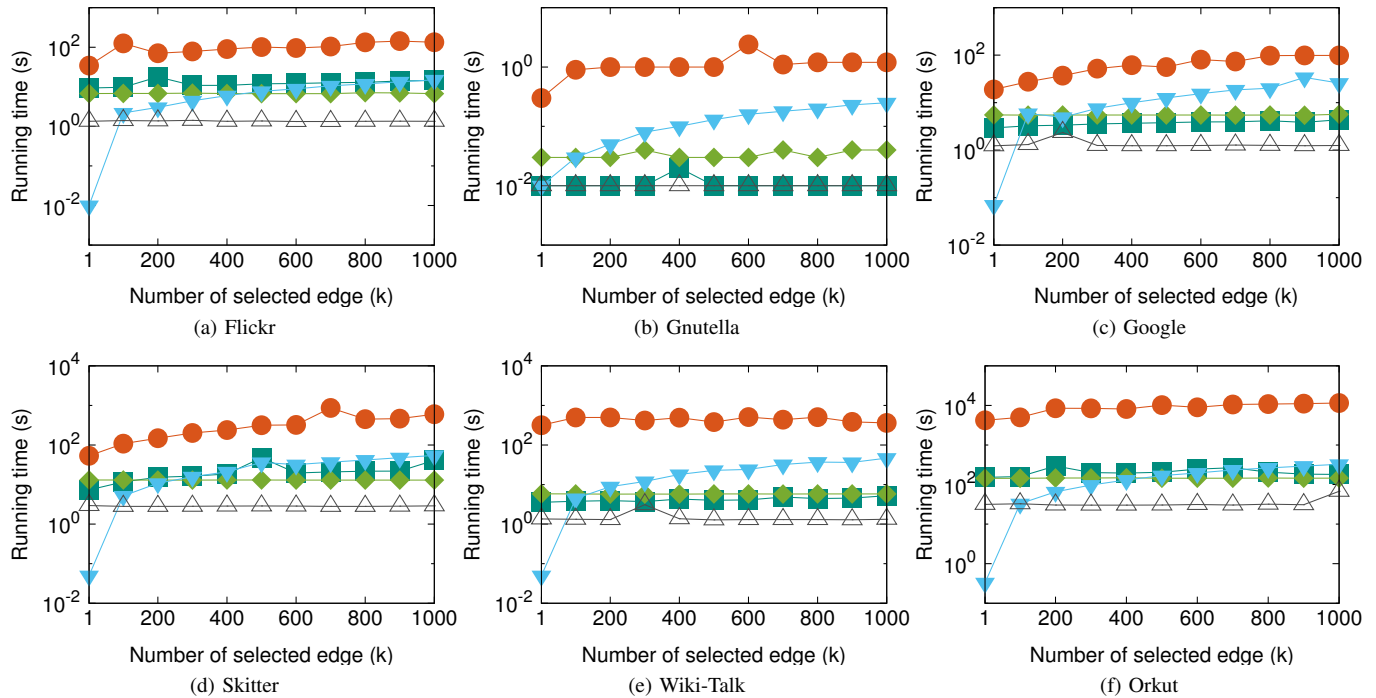 Running time (s)
10^2
10^0
10^-2
1 200 400 600 800 1000
Number of selected edge (k)
(a) Flickr
Running time (s)
10^0
10^-2
1 200 400 600 800 1000
Number of selected edge (k)
(b) Gnutella
Running time (s)
10^2
10^0
10^-2
1 200 400 600 800 1000
Number of selected edge (k)
(c) Google
Running time (s)
10^4
10^2
10^0
10^-2
1 200 400 600 800 1000
Number of selected edge (k)
(d) Skitter
Running time (s)
10^4
10^2
10^0
10^-2
1 200 400 600 800 1000
Number of selected edge (k)
(e) Wiki-Talk
Running time (s)
10^4
10^2
10^0
1 200 400 600 800 1000
Number of selected edge (k)
(f) Orkut